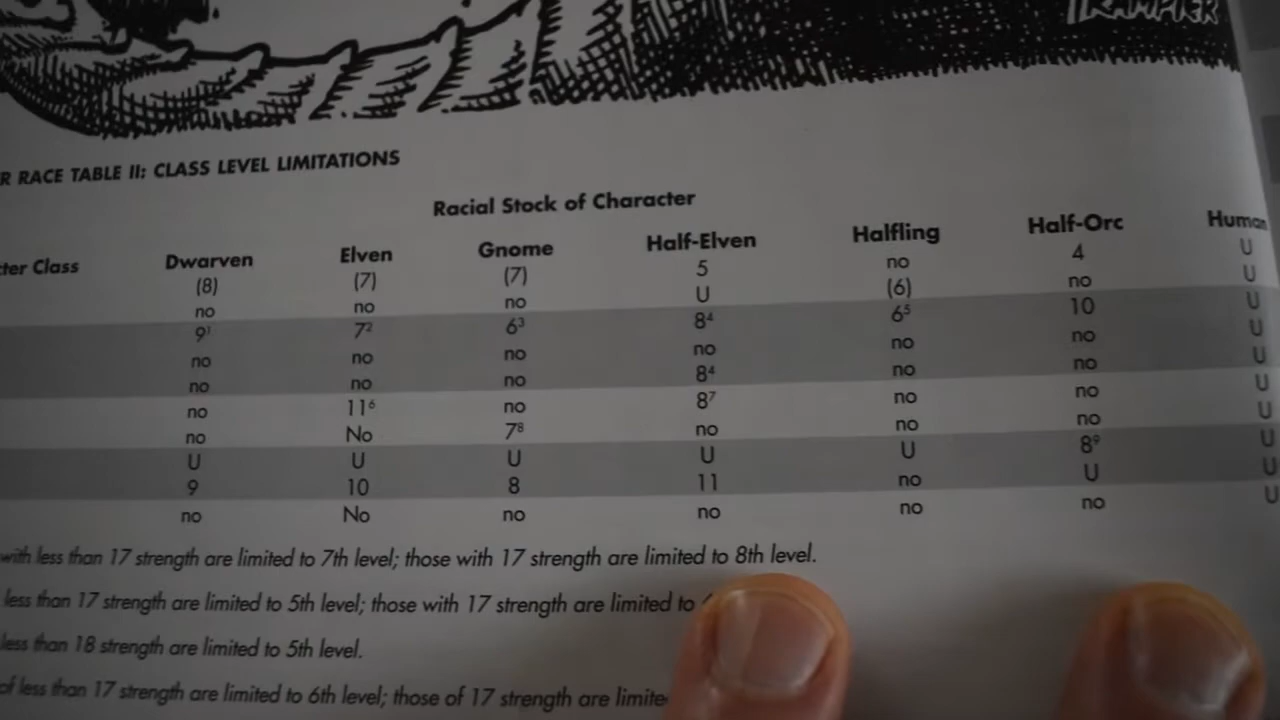 TRAMPIER
R RACE TABLE II: CLASS LEVEL LIMITATIONS
Racial Stock of Character
cter Class Dwarven Elven Gnome Half-Elven Halfling Half-Orc Human
(8) (7) (7) 5 no 4 U
no no no U (6) no U
9¹ 7² 6³ 8⁴ 6⁵ 10 U
no no no no no no U
no no no 8⁴ no no U
no 11⁶ no 8⁷ no no U
no No 7⁸ no no no U
U U U U U 8⁹ U
9 10 8 11 no U U
no No no no no no U
with less than 17 strength are limited to 7th level; those with 17 strength are limited to 8th level.
less than 17 strength are limited to 5th level; those with 17 strength are limited to
less than 18 strength are limited to 5th level.
of less than 17 strength are limited to 6th level; those of 17 strength are limite